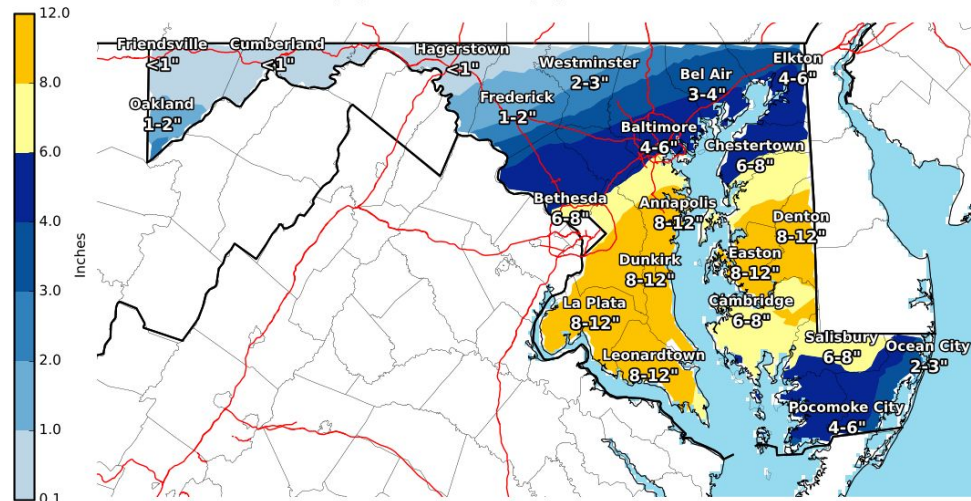 12.0
8.0
6.0
4.0
3.0
2.0
1.0
0.1
Inches
Friendsville
<1"
Cumberland
<1"
Hagerstown
<1"
Westminster
2-3"
Bel Air
3-4"
Elkton
4-6"
Oakland
1-2"
Frederick
1-2"
Baltimore
4-6"
Chestertown
6-8"
Bethesda
6-8"
Annapolis
8-12"
Denton
8-12"
Dunkirk
8-12"
Easton
8-12"
La Plata
8-12"
Cambridge
6-8"
Leonardtown
8-12"
Salisbury
6-8"
Ocean City
2-3"
Pocomoke City
4-6"